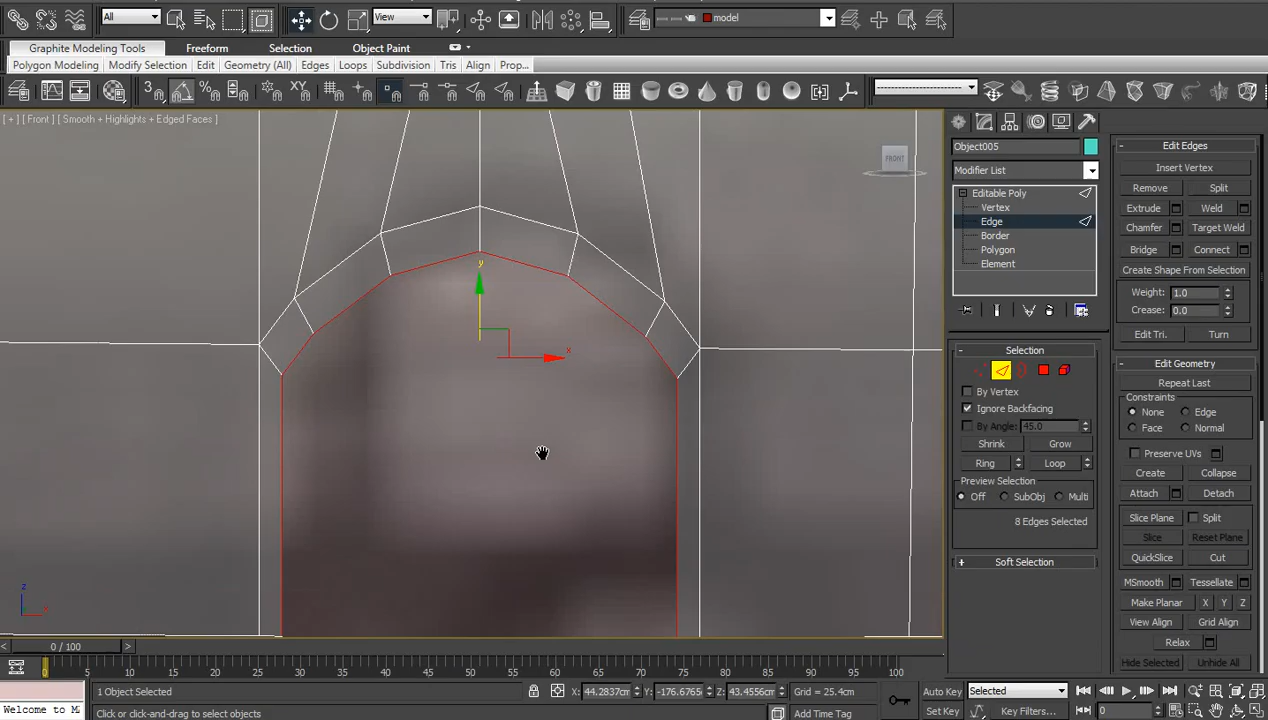 All
View
model
Graphite Modeling Tools Freeform Selection Object Paint
Polygon Modeling Modify Selection Edit Geometry (All) Edges Loops Subdivision Tris Align Prop...
3 % XY
[ + ] [ Front ] [ Smooth + Highlights + Edged Faces ]
FRONT
y
x
z
x
Object005
Modifier List
Editable Poly
Vertex
Edge
Border
Polygon
Element
Selection
By Vertex
Ignore Backfacing
By Angle: 45.0
Shrink Grow
Ring Loop
Preview Selection
Off SubObj Multi
8 Edges Selected
Soft Selection
Edit Edges
Insert Vertex
Remove Split
Extrude Weld
Chamfer Target Weld
Bridge Connect
Create Shape From Selection
Weight: 1.0
Crease: 0.0
Edit Tri. Turn
Edit Geometry
Repeat Last
Constraints
None Edge
Face Normal
Preserve UVs
Create Collapse
Attach Detach
Slice Plane Split
Slice Reset Plane
QuickSlice Cut
MSmooth Tessellate
Make Planar X Y Z
View Align Grid Align
Relax
Hide Selected Unhide All
< 0 / 100 >
0 5 10 15 20 25 30 35 40 45 50 55 60 65 70 75 80 85 90 95 100
1 Object Selected X: 44.2837cm Y: -176.6765 Z: 43.4556cm Grid = 25.4cm Auto Key Selected
Welcome to M Click or click-and-drag to select objects Add Time Tag Set Key Key Filters... 0